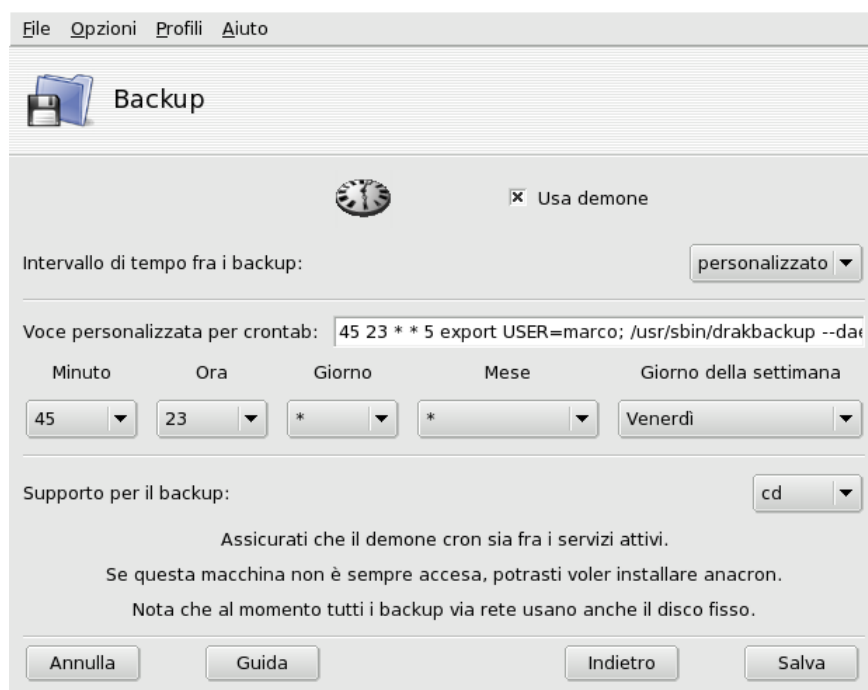 File Opzioni Profili Aiuto
Backup
Usa demone
Intervallo di tempo fra i backup: personalizzato
Voce personalizzata per crontab: 45 23 * * 5 export USER=marco; /usr/sbin/drakbackup --dae
Minuto Ora Giorno Mese Giorno della settimana
45 23 * * Venerdì
Supporto per il backup: cd
Assicurati che il demone cron sia fra i servizi attivi.
Se questa macchina non è sempre accesa, potrasti voler installare anacron.
Nota che al momento tutti i backup via rete usano anche il disco fisso.
Annulla Guida Indietro Salva